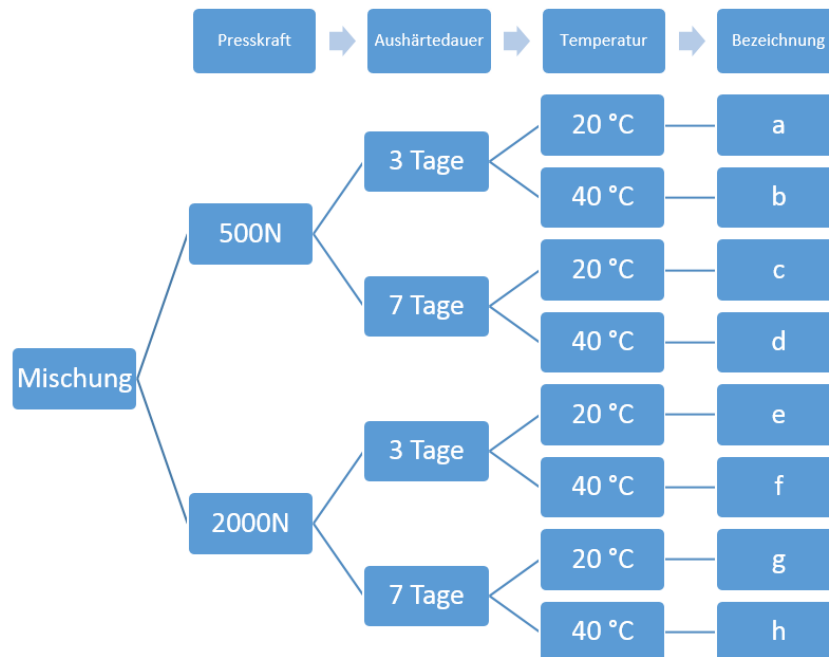 Presskraft
Aushärtedauer
Temperatur
Bezeichnung
Mischung
500N
3 Tage
20 °C
a
40 °C
b
7 Tage
20 °C
c
40 °C
d
2000N
3 Tage
20 °C
e
40 °C
f
7 Tage
20 °C
g
40 °C
h